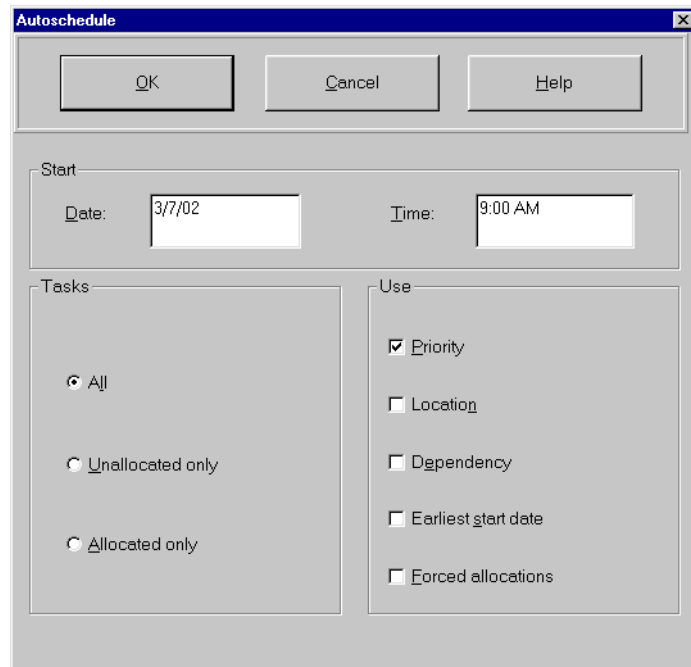 Autoschedule
OK Cancel Help
Start
Date: 3/7/02 Time: 9:00 AM
Tasks
All
Unallocated only
Allocated only
Use
Priority
Location
Dependency
Earliest start date
Forced allocations